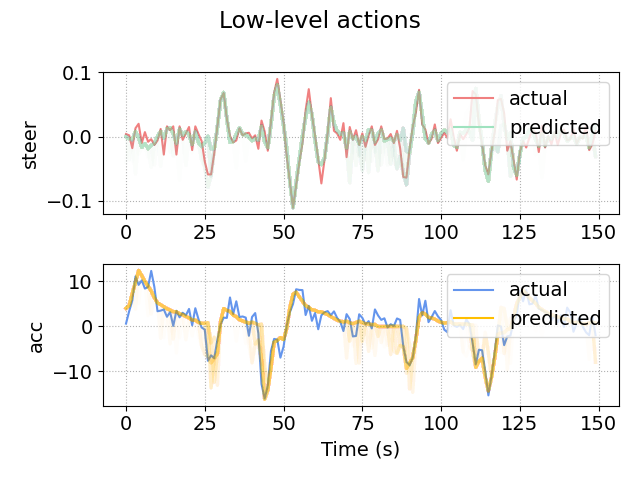 Low-level actions
0.1
0.0
−0.1
steer
actual
predicted
0 25 50 75 100 125 150
10
0
−10
acc
actual
predicted
0 25 50 75 100 125 150
Time (s)